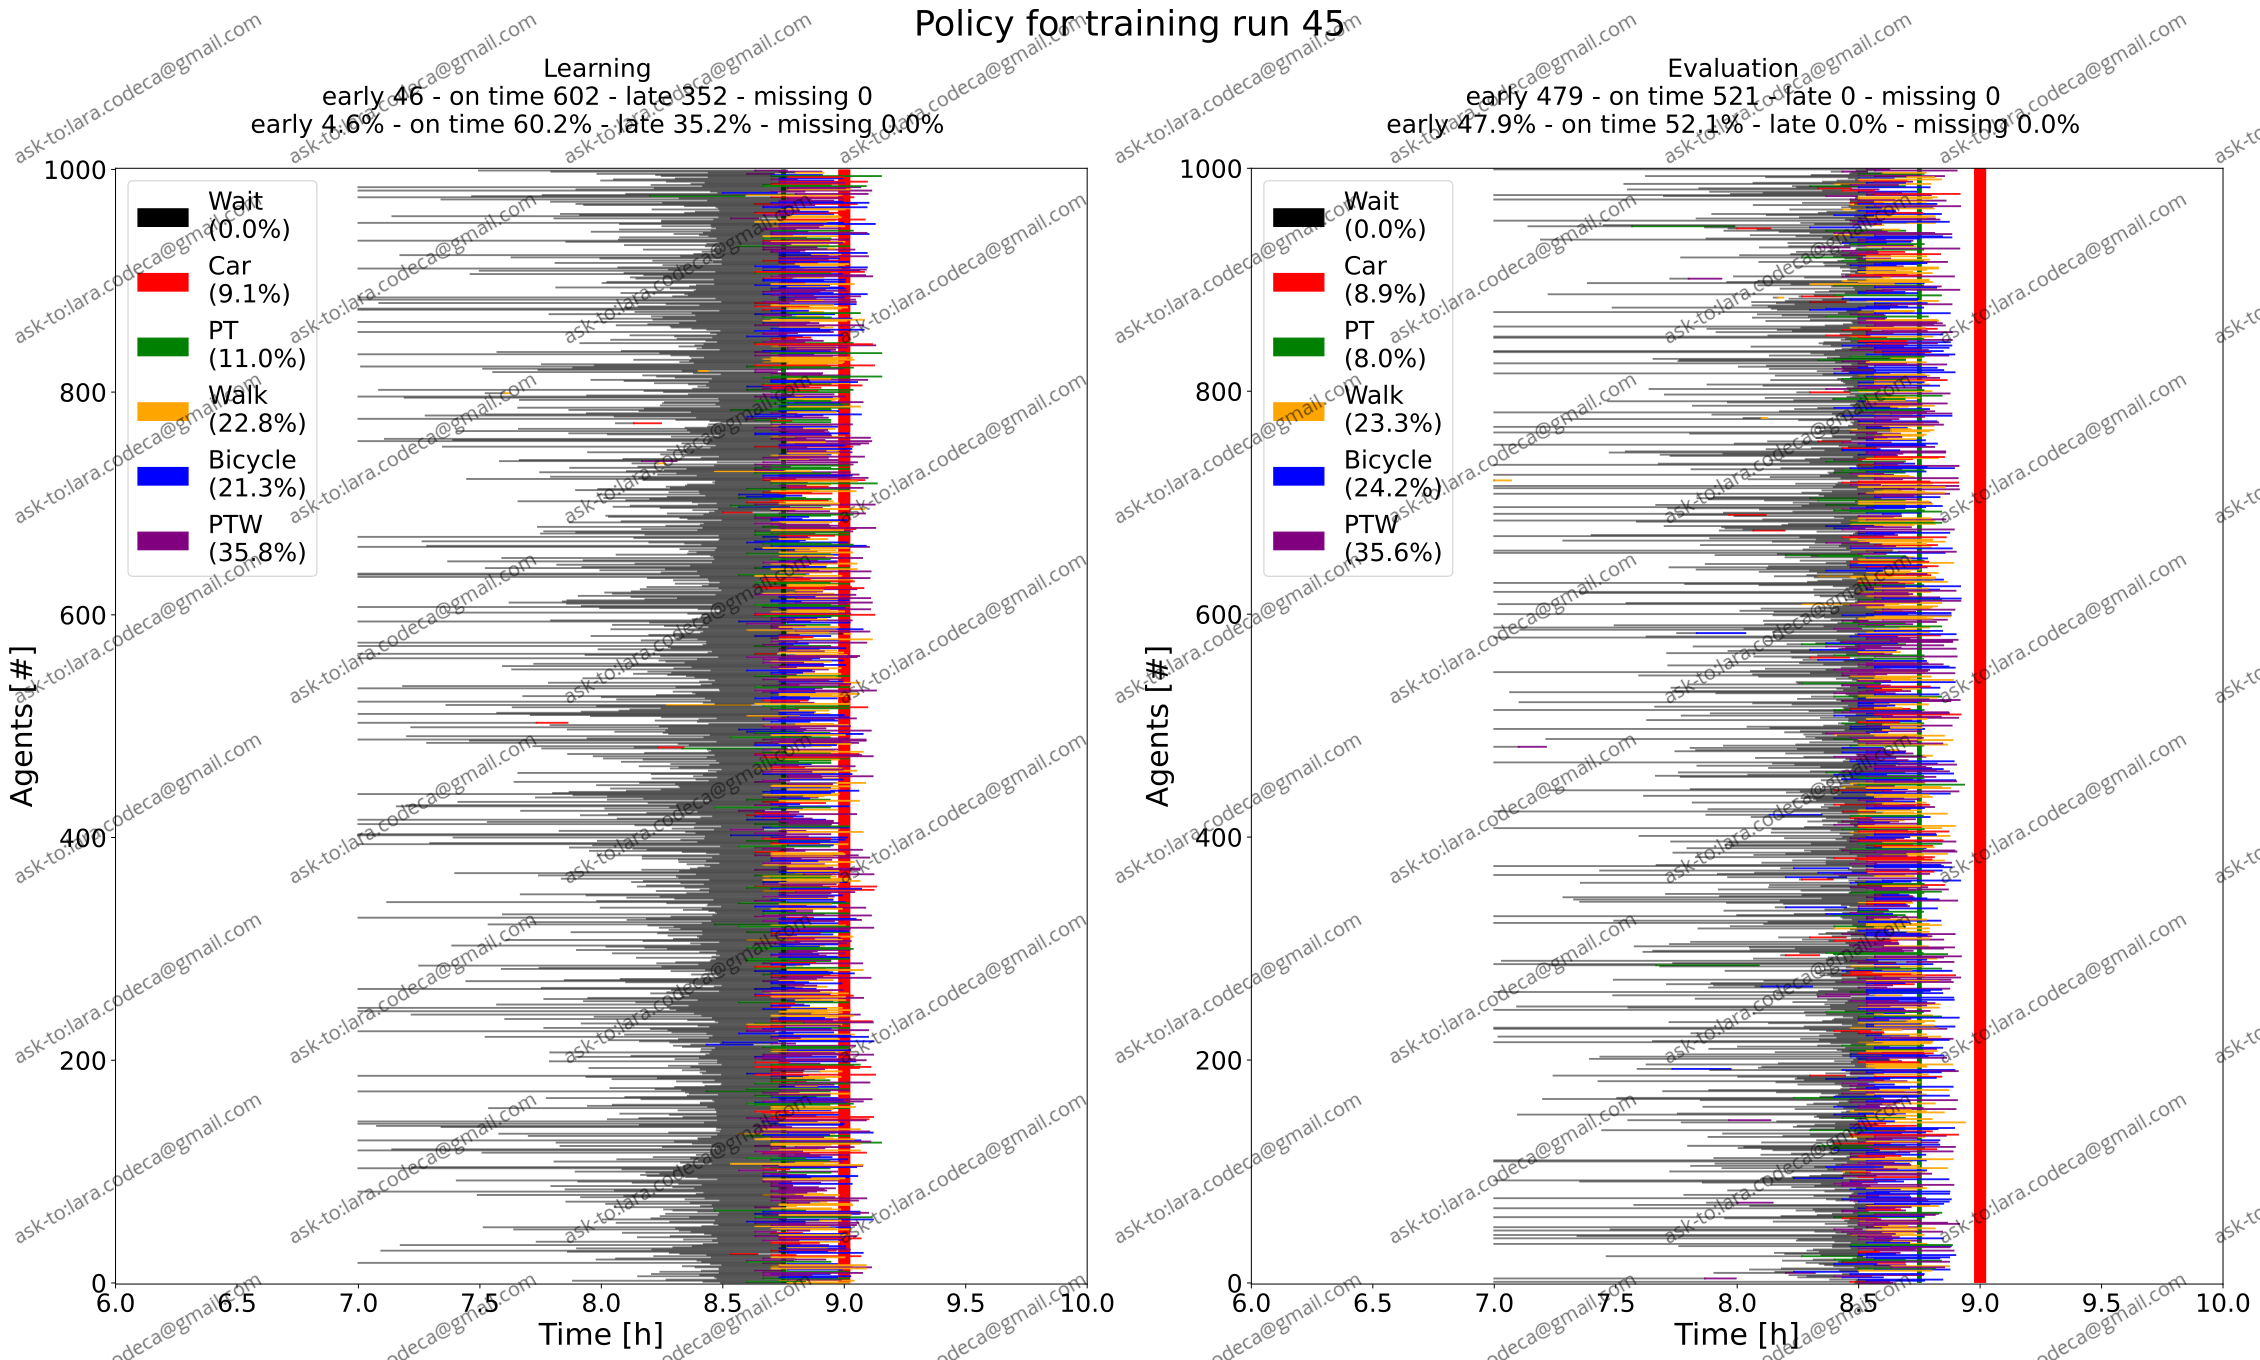 Policy for training run 45
Learning
early 46 - on time 602 - late 352 - missing 0
early 4.6% - on time 60.2% - late 35.2% - missing 0.0%
1000
800
600
400
200
0
Agents [#]
Wait
(0.0%)
Car
(9.1%)
PT
(11.0%)
Walk
(22.8%)
Bicycle
(21.3%)
PTW
(35.8%)
6.0 6.5 7.0 7.5 8.0 8.5 9.0 9.5 10.0
Time [h]
Evaluation
early 479 - on time 521 - late 0 - missing 0
early 47.9% - on time 52.1% - late 0.0% - missing 0.0%
1000
800
600
400
200
0
Agents [#]
Wait
(0.0%)
Car
(8.9%)
PT
(8.0%)
Walk
(23.3%)
Bicycle
(24.2%)
PTW
(35.6%)
6.0 6.5 7.0 7.5 8.0 8.5 9.0 9.5 10.0
Time [h]
ask-to:lara.codeca@gmail.com